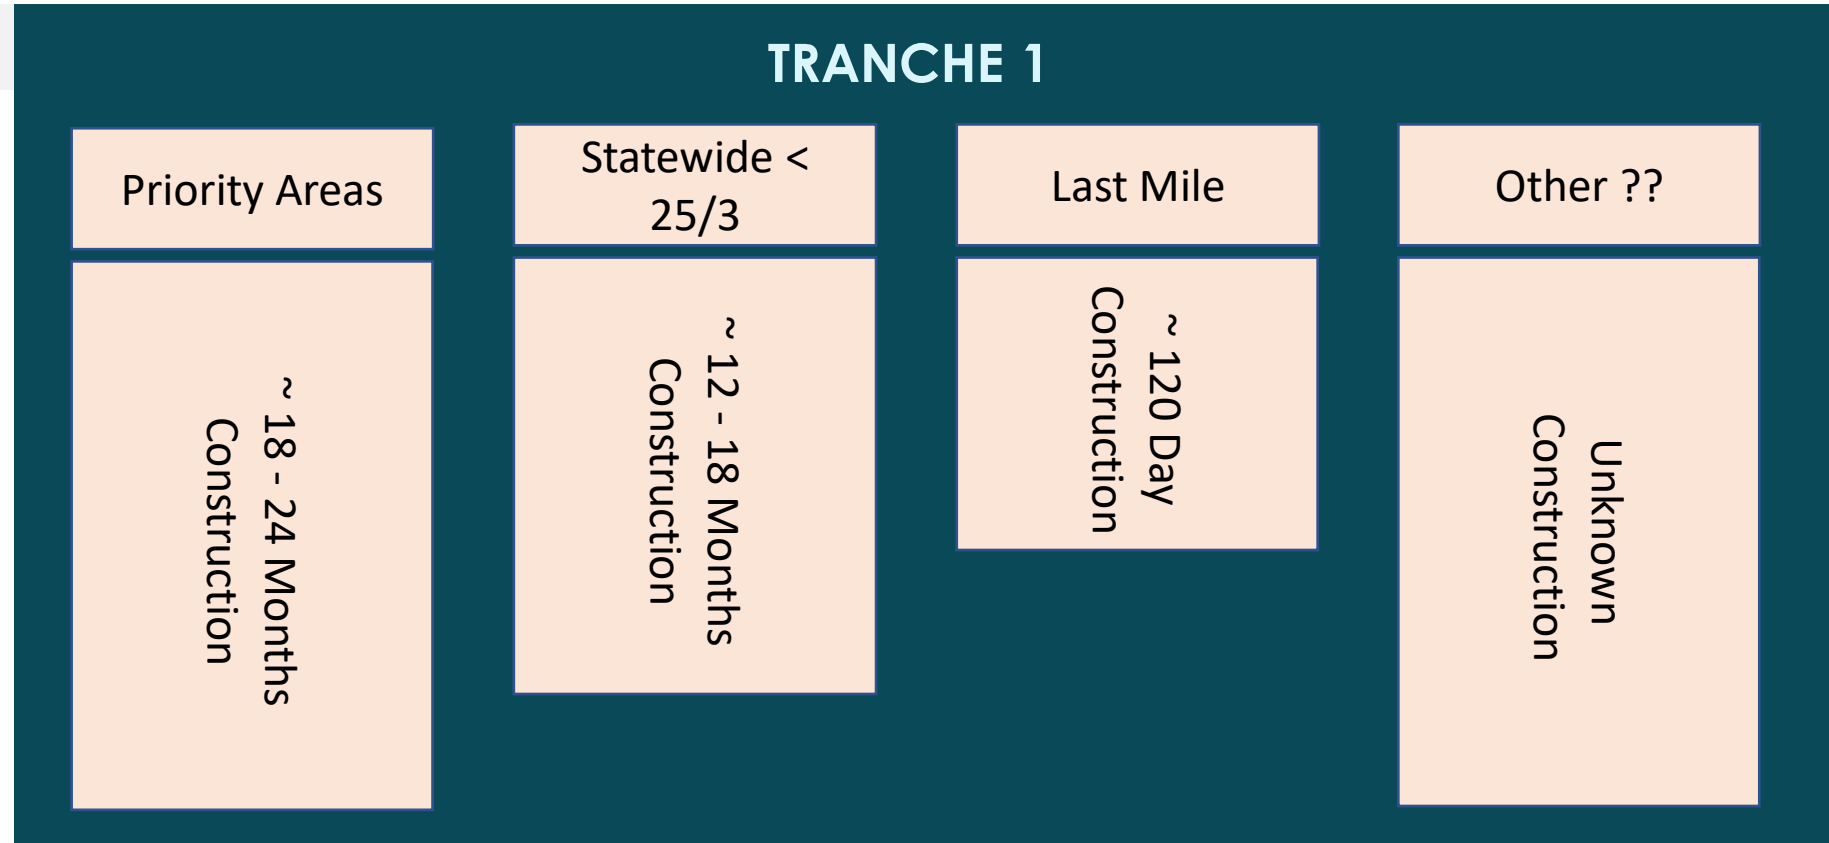 TRANCHE 1
Priority Areas
~ 18 - 24 Months
Construction
Statewide <
25/3
~ 12 - 18 Months
Construction
Last Mile
~ 120 Day
Construction
Other ??
Unknown
Construction